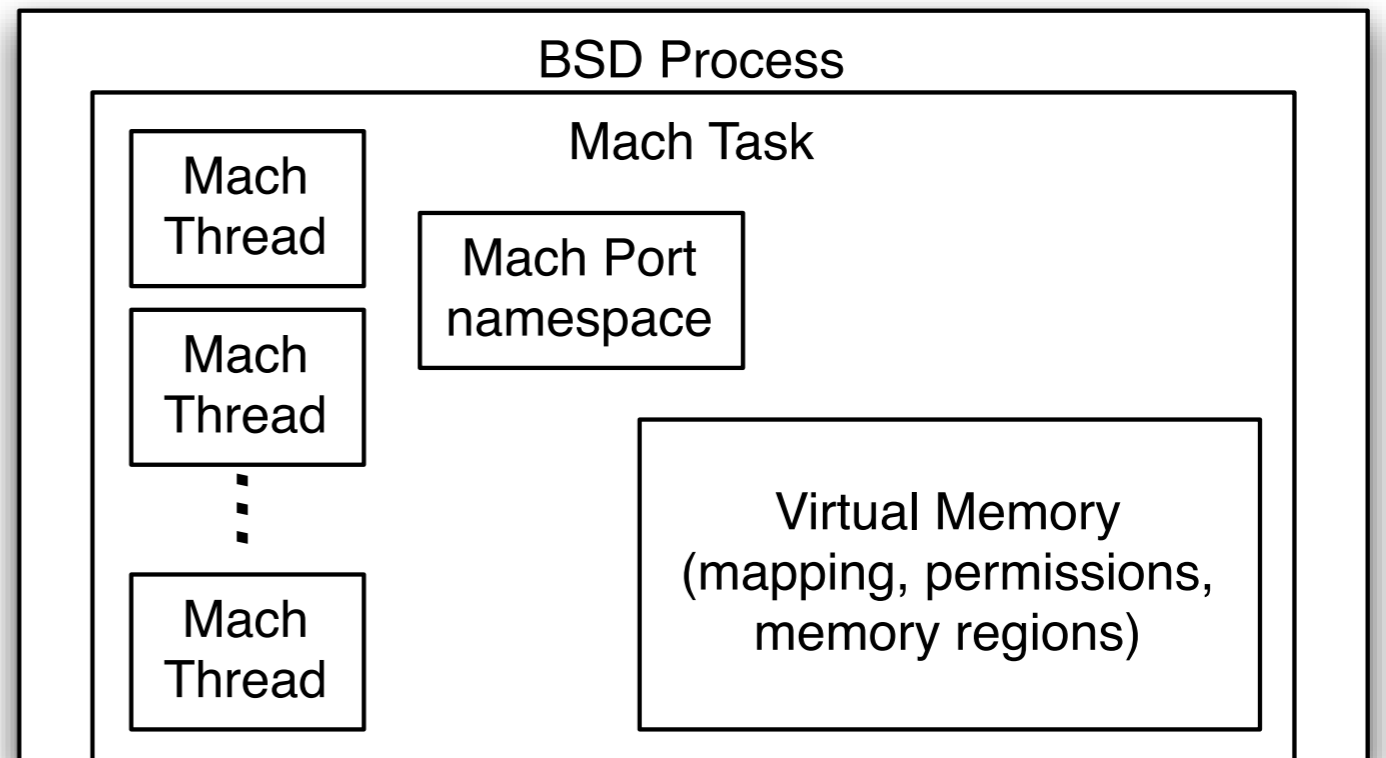 BSD Process
Mach Task
Mach
Thread
Mach Port
namespace
Mach
Thread
Virtual Memory
(mapping, permissions,
memory regions)
Mach
Thread